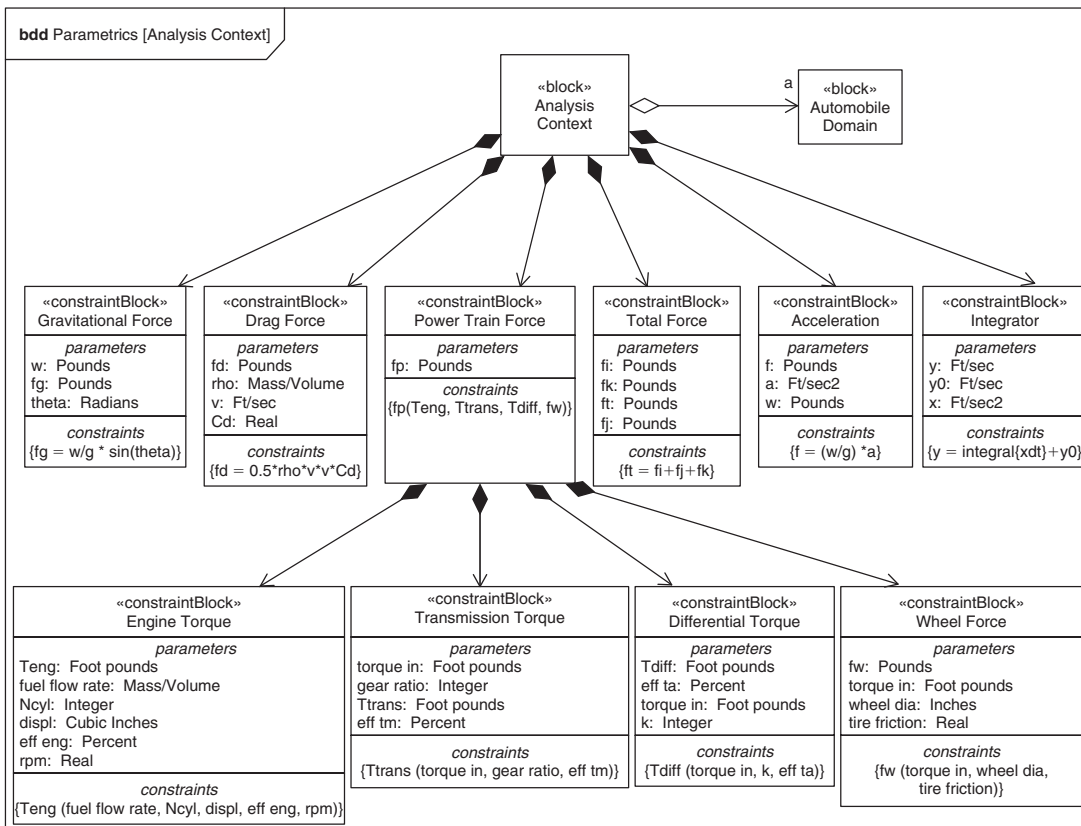 bdd Parametrics [Analysis Context]
«block»
Analysis
Context
a
«block»
Automobile
Domain
«constraintBlock»
Gravitational Force
parameters
w: Pounds
fg: Pounds
theta: Radians
constraints
{fg = w/g * sin(theta)}
«constraintBlock»
Drag Force
parameters
fd: Pounds
rho: Mass/Volume
v: Ft/sec
Cd: Real
constraints
{fd = 0.5*rho*v*v*Cd}
«constraintBlock»
Power Train Force
parameters
fp: Pounds
constraints
{fp(Teng, Ttrans, Tdiff, fw)}
«constraintBlock»
Total Force
parameters
fi: Pounds
fk: Pounds
ft: Pounds
fj: Pounds
constraints
{ft = fi+fj+fk}
«constraintBlock»
Acceleration
parameters
f: Pounds
a: Ft/sec2
w: Pounds
constraints
{f = (w/g) *a}
«constraintBlock»
Integrator
parameters
y: Ft/sec
y0: Ft/sec
x: Ft/sec2
constraints
{y = integral{xdt}+y0}
«constraintBlock»
Engine Torque
parameters
Teng: Foot pounds
fuel flow rate: Mass/Volume
Ncyl: Integer
displ: Cubic Inches
eff eng: Percent
rpm: Real
constraints
{Teng (fuel flow rate, Ncyl, displ, eff eng, rpm)}
«constraintBlock»
Transmission Torque
parameters
torque in: Foot pounds
gear ratio: Integer
Ttrans: Foot pounds
eff tm: Percent
constraints
{Ttrans (torque in, gear ratio, eff tm)}
«constraintBlock»
Differential Torque
parameters
Tdiff: Foot pounds
eff ta: Percent
torque in: Foot pounds
k: Integer
constraints
{Tdiff (torque in, k, eff ta)}
«constraintBlock»
Wheel Force
parameters
fw: Pounds
torque in: Foot pounds
wheel dia: Inches
tire friction: Real
constraints
{fw (torque in, wheel dia,
tire friction)}